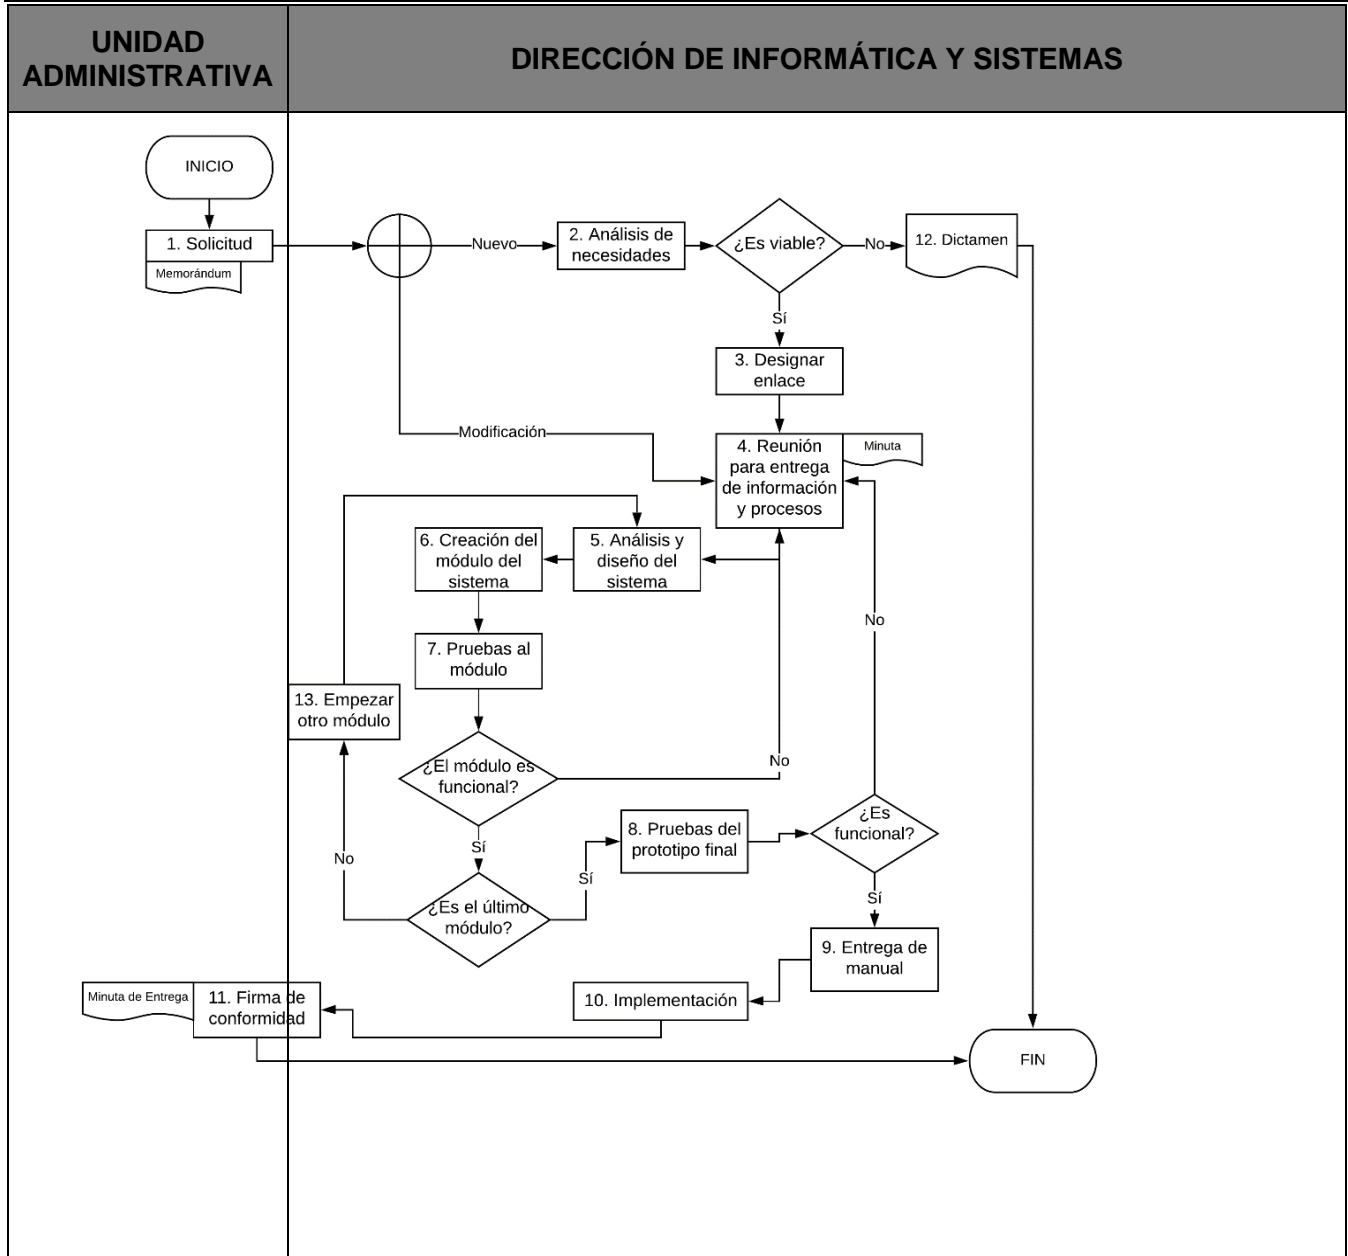 UNIDAD
ADMINISTRATIVA
DIRECCIÓN DE INFORMÁTICA Y SISTEMAS
INICIO
1. Solicitud
Memorándum
Nuevo
2. Análisis de
necesidades
¿Es viable?
No
12. Dictamen
Sí
3. Designar
enlace
Modificación
4. Reunión
para entrega
de información
y procesos
Minuta
6. Creación del
módulo del
sistema
5. Análisis y
diseño del
sistema
No
7. Pruebas al
módulo
13. Empezar
otro módulo
¿El módulo es
funcional?
No
8. Pruebas del
prototipo final
¿Es
funcional?
Sí
No
Sí
Sí
¿Es el último
módulo?
9. Entrega de
manual
Minuta de Entrega
11. Firma de
conformidad
10. Implementación
FIN